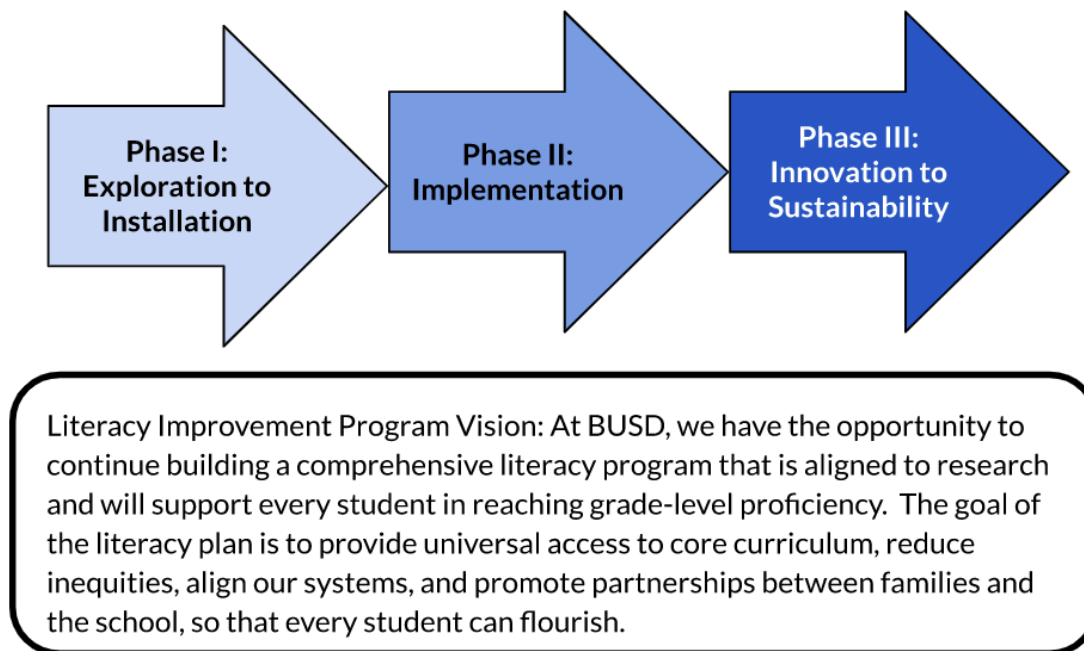 Phase I:
Exploration to
Installation
Phase II:
Implementation
Phase III:
Innovation to
Sustainability
Literacy Improvement Program Vision: At BUSD, we have the opportunity to
continue building a comprehensive literacy program that is aligned to research
and will support every student in reaching grade-level proficiency.  The goal of
the literacy plan is to provide universal access to core curriculum, reduce
inequities, align our systems, and promote partnerships between families and
the school, so that every student can flourish.